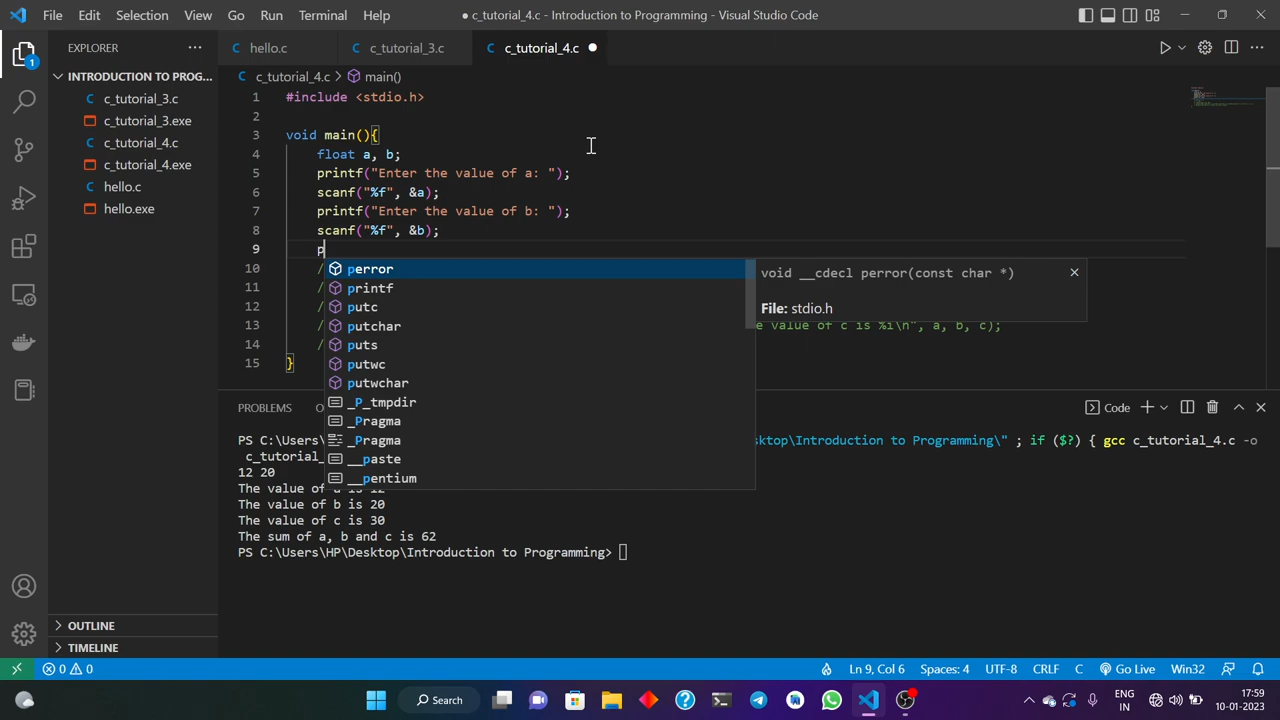 File Edit Selection View Go Run Terminal Help
● c_tutorial_4.c - Introduction to Programming - Visual Studio Code
EXPLORER
hello.c
c_tutorial_3.c
c_tutorial_4.c
1
INTRODUCTION TO PROG...
c_tutorial_3.c
c_tutorial_3.exe
c_tutorial_4.c
c_tutorial_4.exe
hello.c
hello.exe
c_tutorial_4.c > main()
1 #include <stdio.h>
2
3 void main(){
4 float a, b;
5 printf("Enter the value of a: ");
6 scanf("%f", &a);
7 printf("Enter the value of b: ");
8 scanf("%f", &b);
9 p
10 /
11 /
12 /
13 / e value of c is %i\n", a, b, c);
14 /
15 }
perror
printf
putc
putchar
puts
putwc
putwchar
_P_tmpdir
_Pragma
_Pragma
__paste
__pentium
void __cdecl perror(const char *)
File: stdio.h
PROBLEMS O
Code
PS C:\Users\ ktop\Introduction to Programming\" ; if ($?) { gcc c_tutorial_4.c -o
c_tutorial_
12 20
The value of a is 12
The value of b is 20
The value of c is 30
The sum of a, b and c is 62
PS C:\Users\HP\Desktop\Introduction to Programming>
OUTLINE
TIMELINE
0 0
Ln 9, Col 6 Spaces: 4 UTF-8 CRLF C Go Live Win32
Search
ENG
IN
17:59
10-01-2023